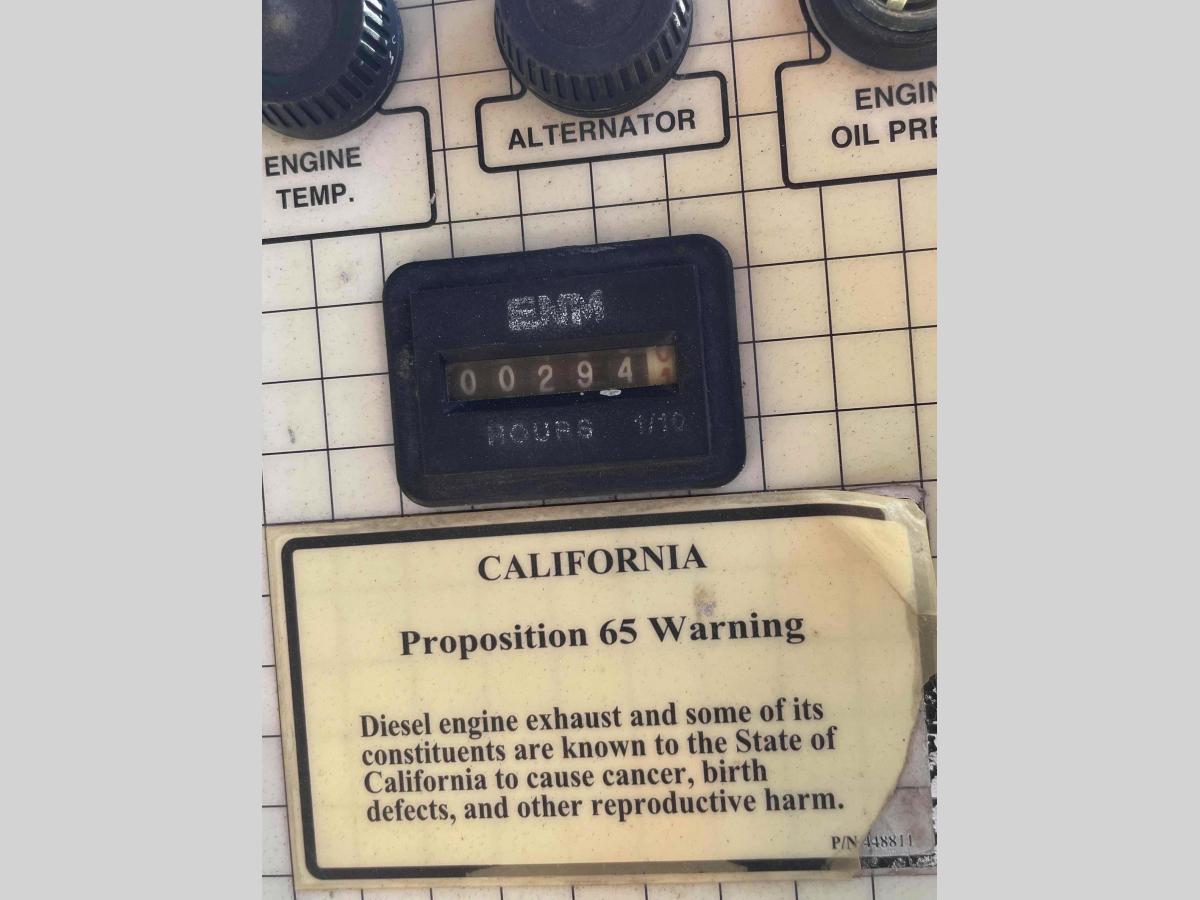 ENGINE
TEMP.
ALTERNATOR
ENGIN
OIL PRE
ENM
00294
HOURS 1/10
CALIFORNIA
Proposition 65 Warning
Diesel engine exhaust and some of its
constituents are known to the State of
California to cause cancer, birth
defects, and other reproductive harm.
P/N 448811